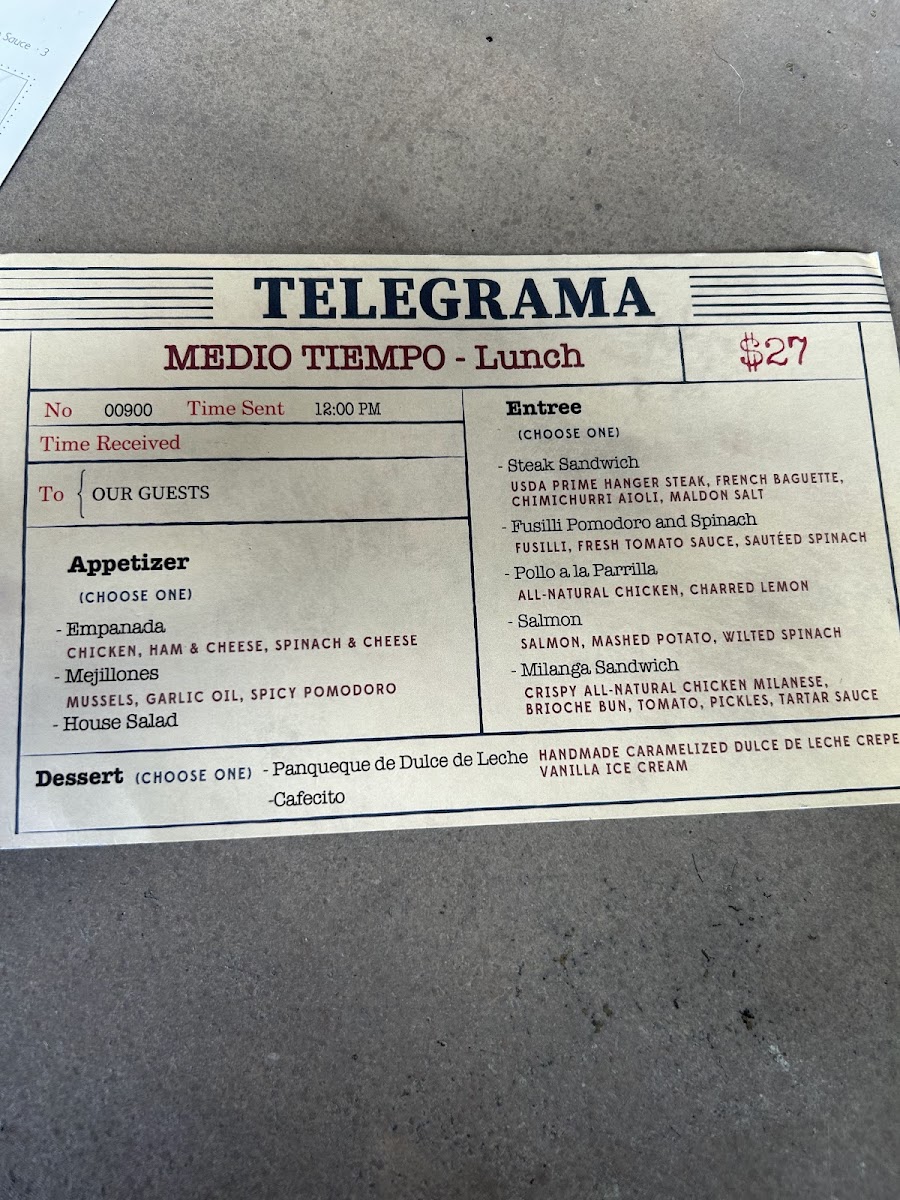 Sauce - 3
TELEGRAMA
MEDIO TIEMPO - Lunch
$27
No 00900 Time Sent 12:00 PM
Time Received
To { OUR GUESTS
Appetizer
(CHOOSE ONE)
- Empanada
CHICKEN, HAM & CHEESE, SPINACH & CHEESE
- Mejillones
MUSSELS, GARLIC OIL, SPICY POMODORO
- House Salad
Entree
(CHOOSE ONE)
- Steak Sandwich
USDA PRIME HANGER STEAK, FRENCH BAGUETTE,
CHIMICHURRI AIOLI, MALDON SALT
- Fusilli Pomodoro and Spinach
FUSILLI, FRESH TOMATO SAUCE, SAUTÉED SPINACH
- Pollo a la Parrilla
ALL-NATURAL CHICKEN, CHARRED LEMON
- Salmon
SALMON, MASHED POTATO, WILTED SPINACH
- Milanga Sandwich
CRISPY ALL-NATURAL CHICKEN MILANESE,
BRIOCHE BUN, TOMATO, PICKLES, TARTAR SAUCE
Dessert (CHOOSE ONE) - Panqueque de Dulce de Leche HANDMADE CARAMELIZED DULCE DE LECHE CREPE
VANILLA ICE CREAM
-Cafecito